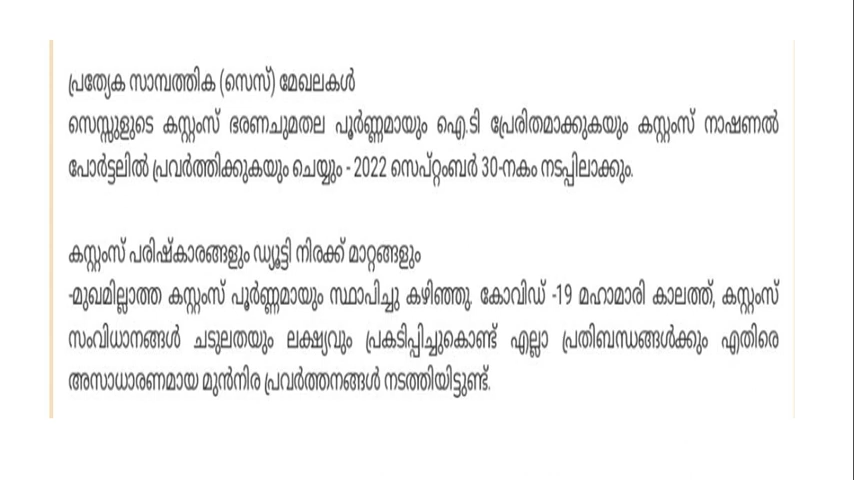 പ്രത്യേക സാമ്പത്തിക (സെസ്) മേഖലകൾ
സെസ്സുളുടെ കസ്റ്റംസ് ഭരണചുമതല പൂർണ്ണമായും ഐ.ടി പ്രേരിതമാക്കുകയും കസ്റ്റംസ് നാഷണൽ
പോർട്ടലിൽ പ്രവർത്തിക്കുകയും ചെയ്യും - 2022 സെപ്റ്റംബർ 30-നകം നടപ്പിലാക്കും.
കസ്റ്റംസ് പരിഷ്കാരങ്ങളും ഡ്യൂട്ടി നിരക്ക് മാറ്റങ്ങളും
-മുഖമില്ലാത്ത കസ്റ്റംസ് പൂർണ്ണമായും സ്ഥാപിച്ചു കഴിഞ്ഞു. കോവിഡ് -19 മഹാമാരി കാലത്ത്, കസ്റ്റംസ്
സംവിധാനങ്ങൾ ചടുലതയും ലക്ഷ്യവും പ്രകടിപ്പിച്ചുകൊണ്ട് എല്ലാ പ്രതിബന്ധങ്ങൾക്കും എതിരെ
അസാധാരണമായ മുൻനിര പ്രവർത്തനങ്ങൾ നടത്തിയിട്ടുണ്ട്.